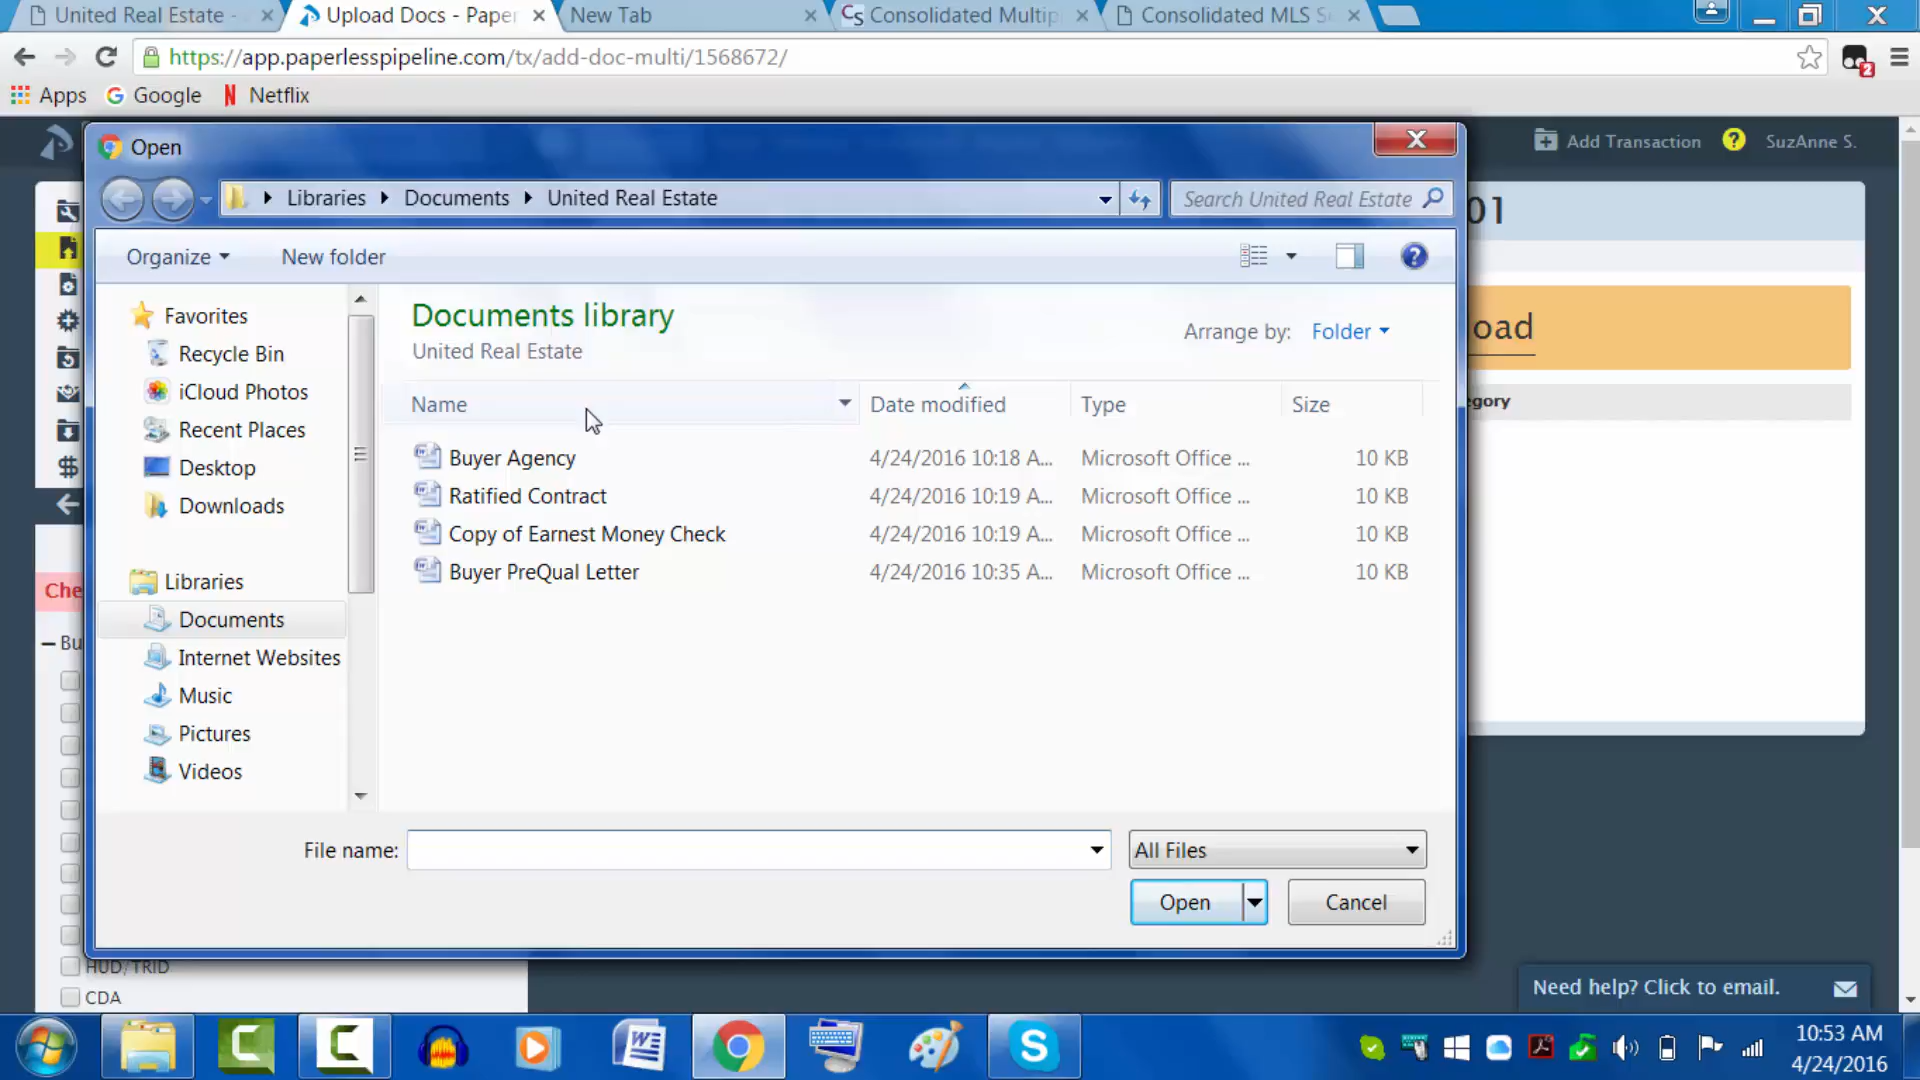 United Real Estate -
Upload Docs - Paper
New Tab
Consolidated Multip
Consolidated MLS S
https://app.paperlesspipeline.com/tx/add-doc-multi/1568672/
2
Apps
Google
Netflix
Open
Add Transaction
?
SuzAnne S.
Libraries
Documents
United Real Estate
Search United Real Estate
01
Organize
New folder
?
Favorites
Recycle Bin
iCloud Photos
Recent Places
Desktop
Downloads
Libraries
Documents
Internet Websites
Music
Pictures
Videos
Documents library
United Real Estate
Arrange by:
Folder
oad
gory
Name
Date modified
Type
Size
Buyer Agency
4/24/2016 10:18 A...
Microsoft Office ...
10 KB
Ratified Contract
4/24/2016 10:19 A...
Microsoft Office ...
10 KB
Copy of Earnest Money Check
4/24/2016 10:19 A...
Microsoft Office ...
10 KB
Buyer PreQual Letter
4/24/2016 10:35 A...
Microsoft Office ...
10 KB
Che
Bu
File name:
All Files
Open
Cancel
HUD/TRID
CDA
Need help? Click to email.
10:53 AM
4/24/2016